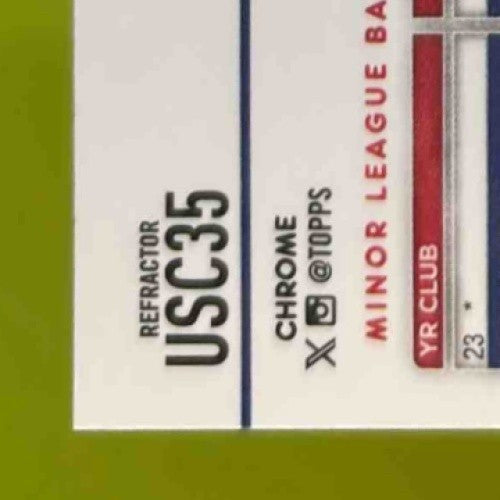 REFRACTOR
USC35
CHROME
X @TOPPS
MINOR LEAGUE BA
YR CLUB
23 *